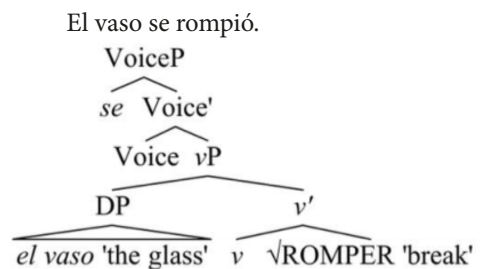 El vaso se rompió.
VoiceP
se Voice'
Voice vP
DP v'
el vaso 'the glass' v √ROMPER 'break'